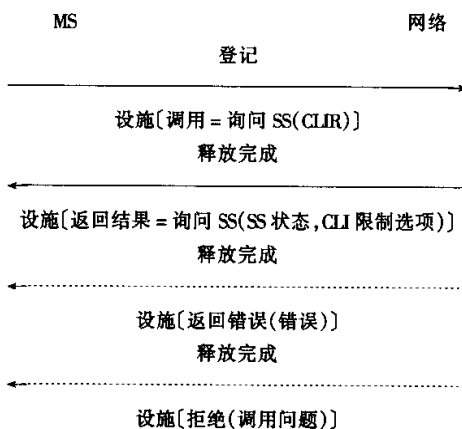 MS 网络
登记
设施〔调用 = 询问 SS(CLIR)〕
释放完成
设施〔返回结果 = 询问 SS(SS 状态,CLI 限制选项)〕
释放完成
设施〔返回错误(错误)〕
释放完成
设施〔拒绝(调用问题)〕